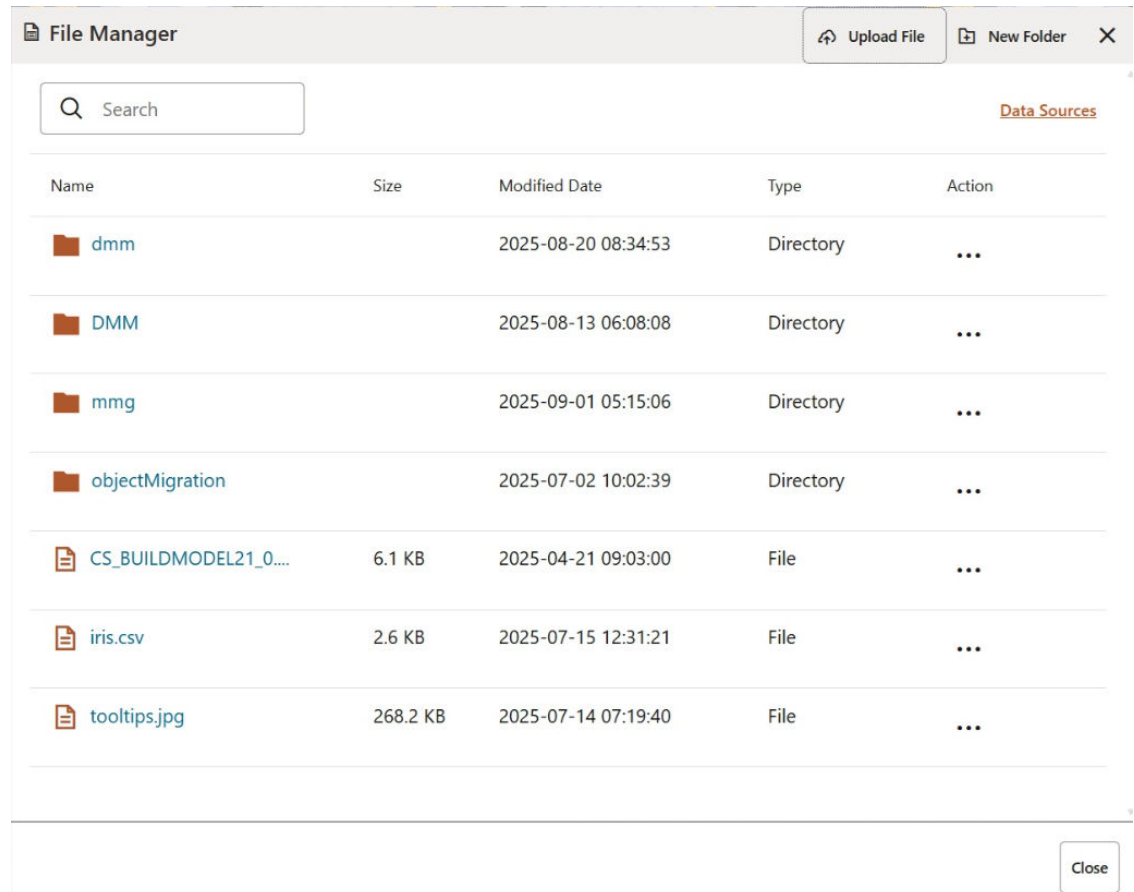 File Manager Upload File New Folder
Search Data Sources
Name Size Modified Date Type Action
dmm 2025-08-20 08:34:53 Directory ...
DMM 2025-08-13 06:08:08 Directory ...
mmg 2025-09-01 05:15:06 Directory ...
objectMigration 2025-07-02 10:02:39 Directory ...
CS_BUILDMODEL21_0.... 6.1 KB 2025-04-21 09:03:00 File ...
iris.csv 2.6 KB 2025-07-15 12:31:21 File ...
tooltips.jpg 268.2 KB 2025-07-14 07:19:40 File ...
Close